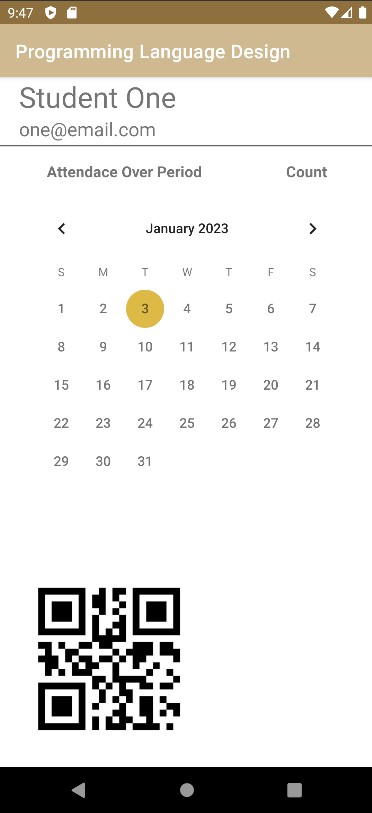 9:47
Programming Language Design
Student One
one@email.com
Attendace Over Period Count
January 2023
S M T W T F S
1 2 3 4 5 6 7
8 9 10 11 12 13 14
15 16 17 18 19 20 21
22 23 24 25 26 27 28
29 30 31